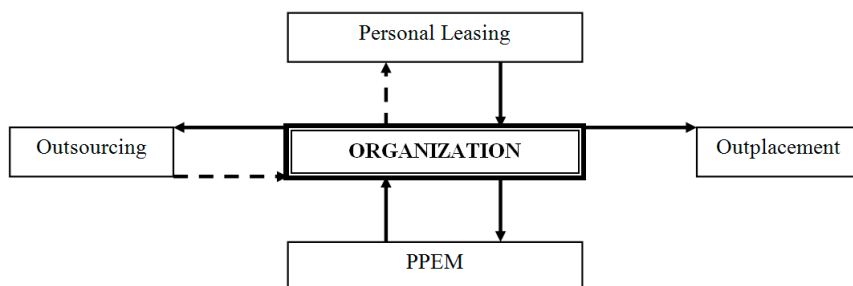 Personal Leasing
Outsourcing
ORGANIZATION
Outplacement
PPEM